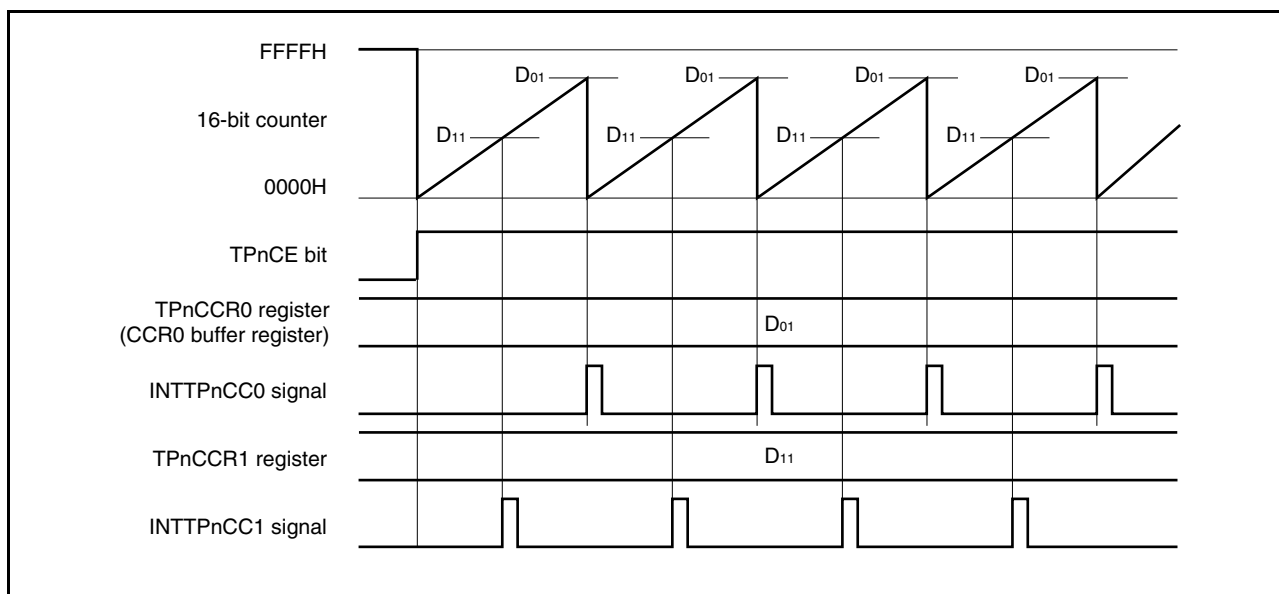 FFFFH
D01 D01 D01 D01
16-bit counter
D11 D11 D11 D11
0000H
TPnCE bit
TPnCCR0 register
(CCR0 buffer register)
D01
INTTPnCC0 signal
TPnCCR1 register
D11
INTTPnCC1 signal